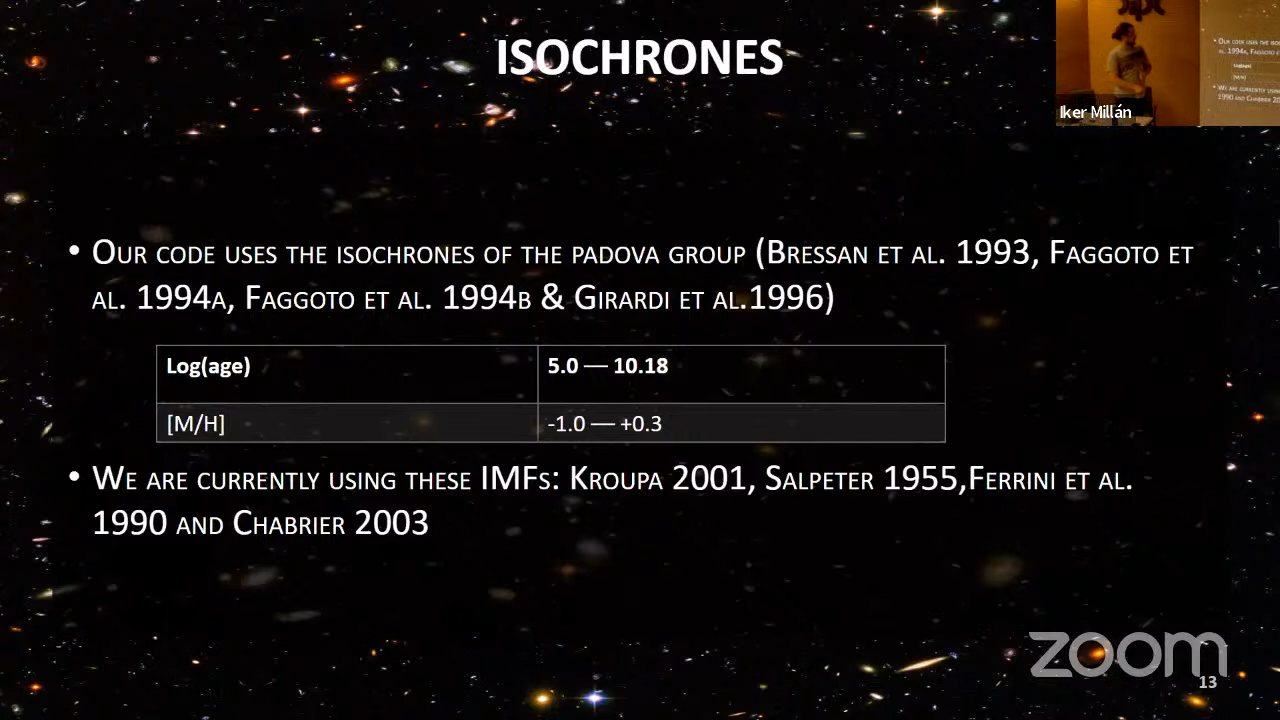 ISOCHRONES
Iker Millán
• Our code uses the isochrones of the padova group (Bressan et al. 1993, Faggoto et
al. 1994a, Faggoto et al. 1994b & Girardi et al.1996)
Log(age) 5.0 — 10.18
[M/H] -1.0 — +0.3
• We are currently using these IMFs: Kroupa 2001, Salpeter 1955,Ferrini et al.
1990 and Chabrier 2003
zoom
13